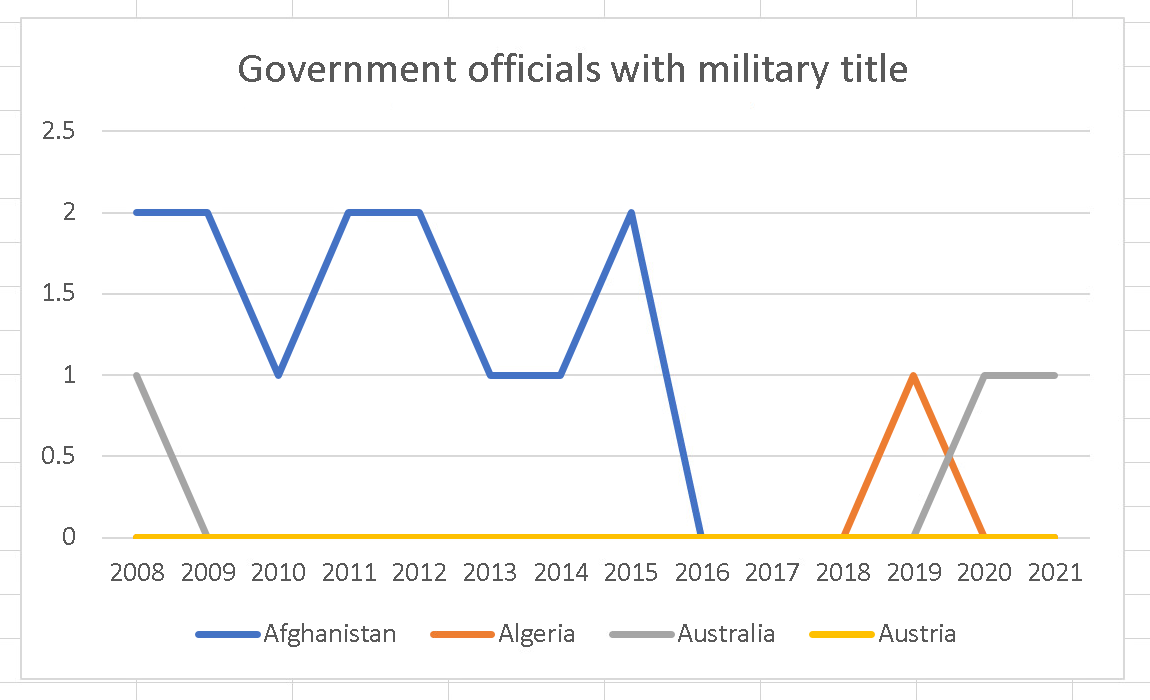 Government officials with military title
2.5
2
1.5
1
0.5
0
2008 2009 2010 2011 2012 2013 2014 2015 2016 2017 2018 2019 2020 2021
Afghanistan Algeria Australia Austria